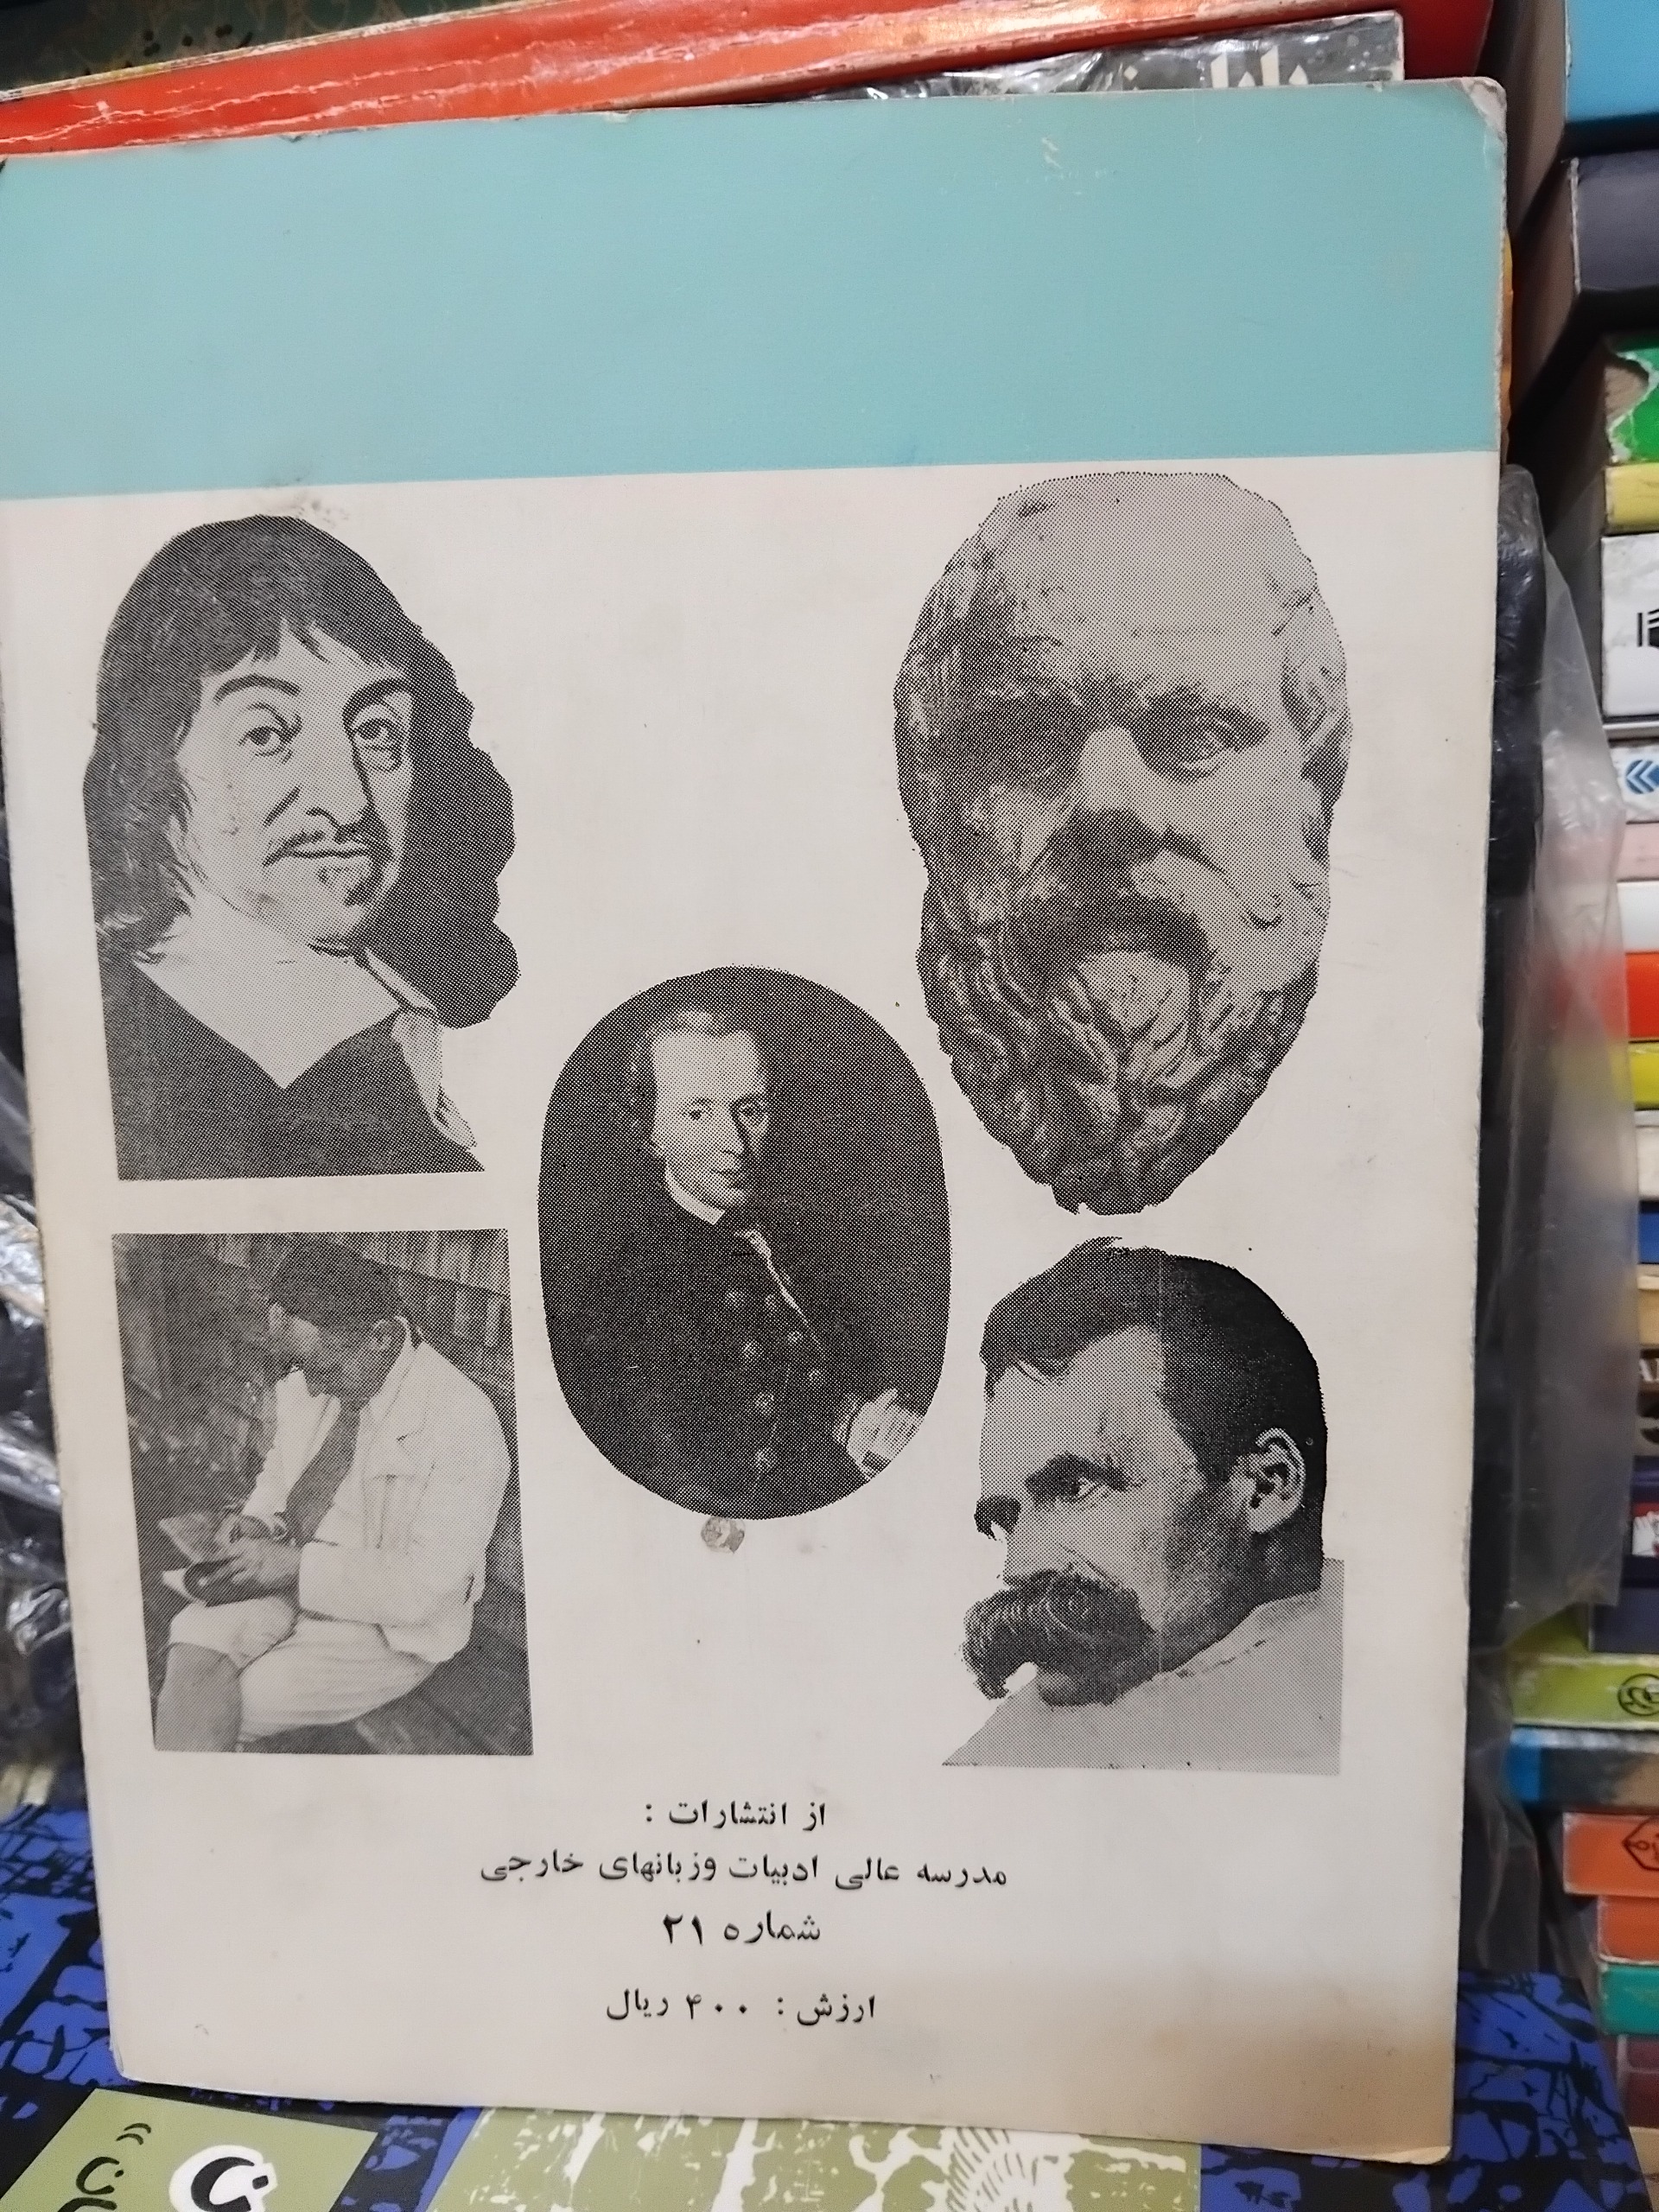 از انتشارات :
مدرسه عالی ادبیات وزبانهای خارجی
شماره ۲۱
ارزش : ۴۰۰ ریال